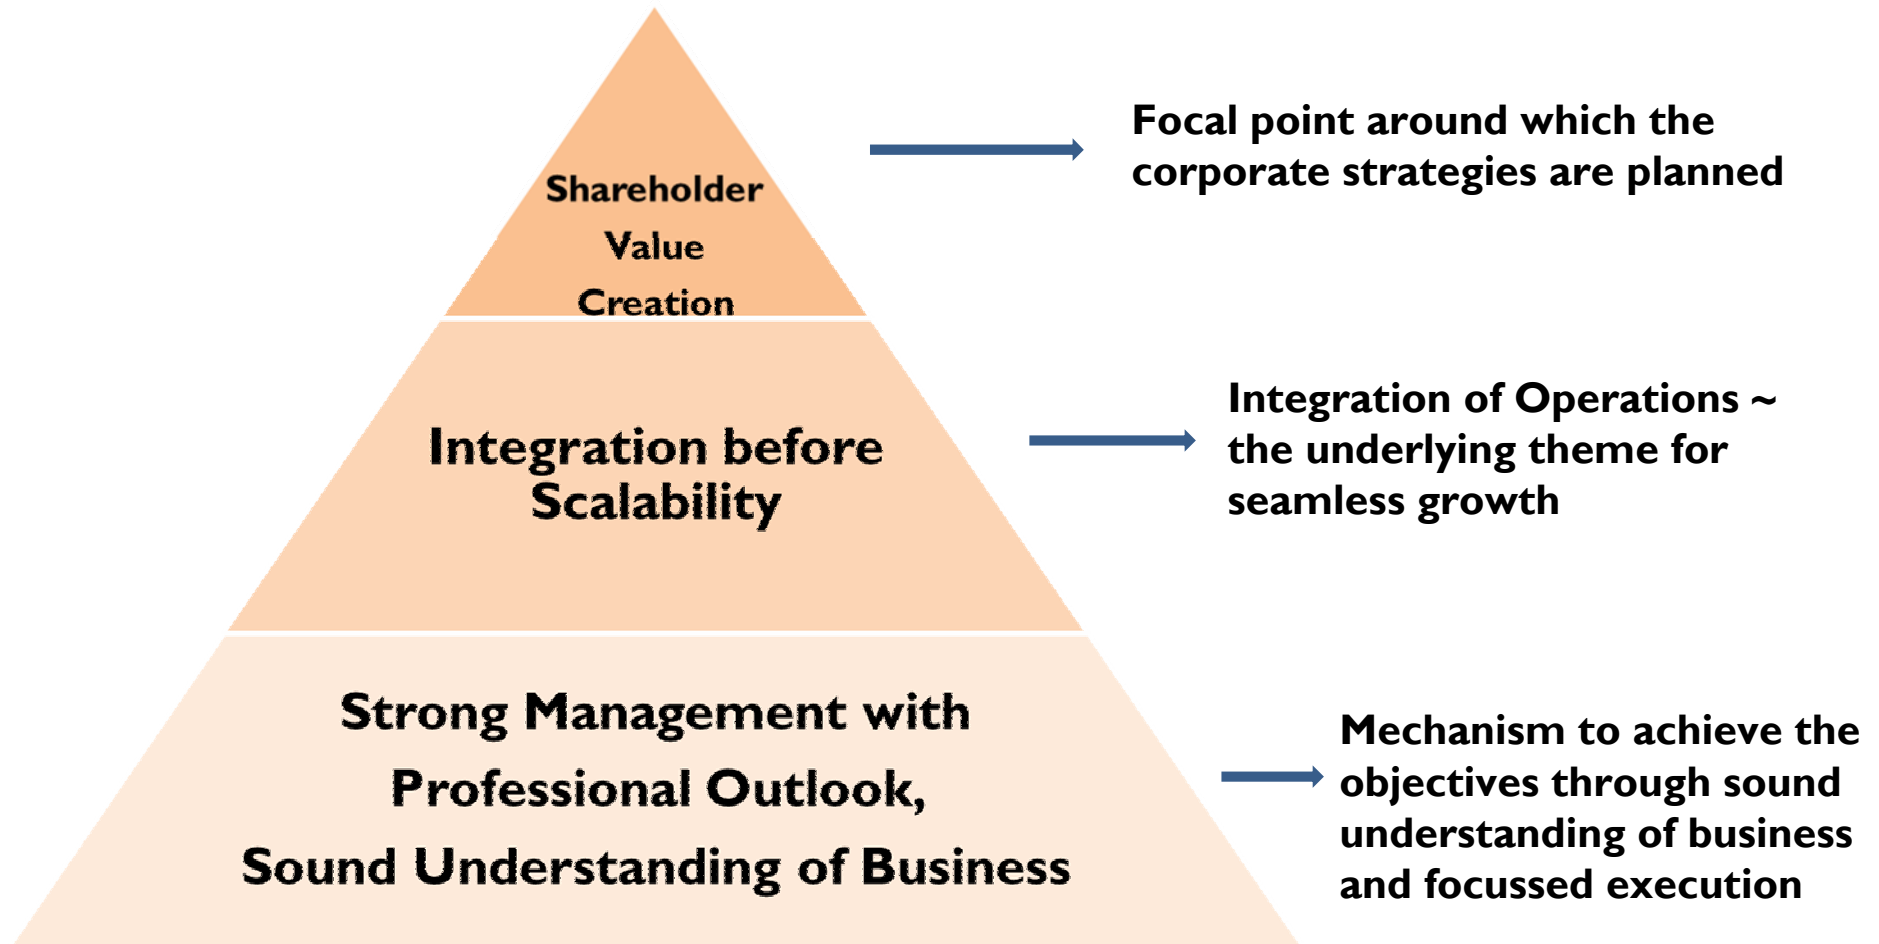 Shareholder
Value
Creation
Focal point around which the
corporate strategies are planned
Integration before
Scalability
Integration of Operations ~
the underlying theme for
seamless growth
Strong Management with
Professional Outlook,
Sound Understanding of Business
Mechanism to achieve the
objectives through sound
understanding of business
and focussed execution